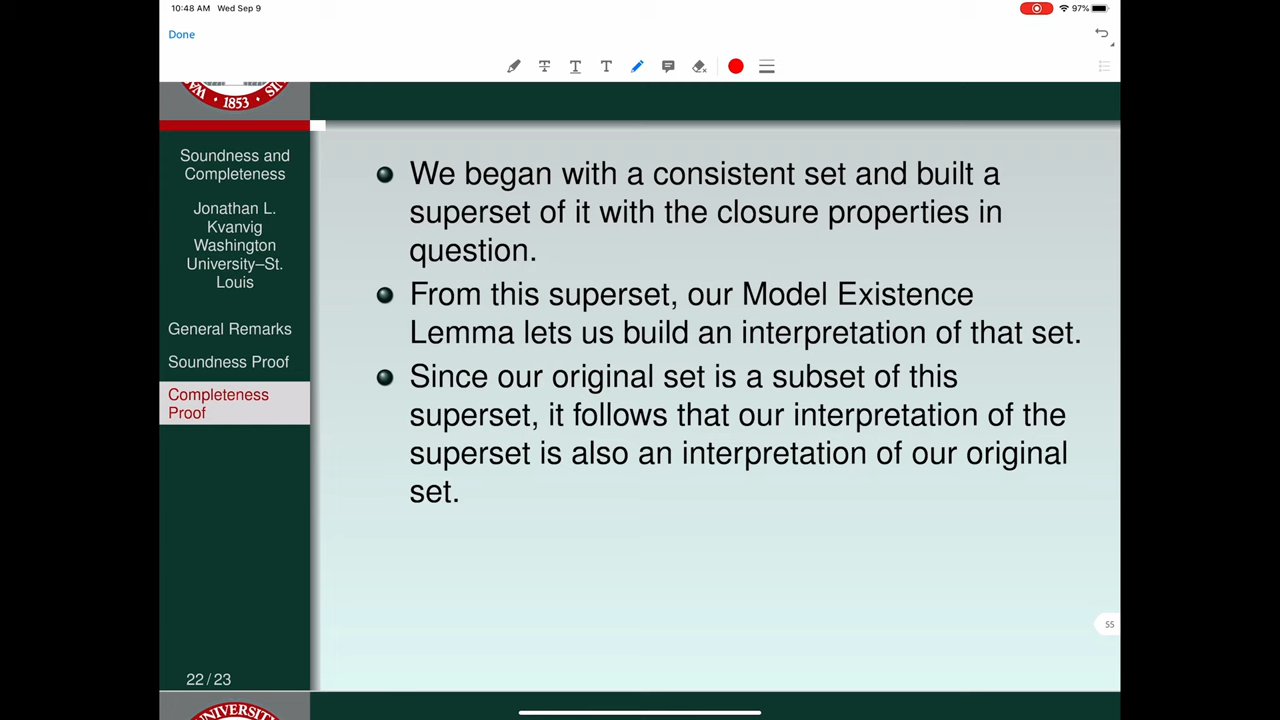 10:48 AM Wed Sep 9
97%
Done
T
T
T
1853
Soundness and
Completeness
Jonathan L.
Kvanvig
Washington
University–St.
Louis
General Remarks
Soundness Proof
Completeness
Proof
We began with a consistent set and built a
superset of it with the closure properties in
question.
From this superset, our Model Existence
Lemma lets us build an interpretation of that set.
Since our original set is a subset of this
superset, it follows that our interpretation of the
superset is also an interpretation of our original
set.
55
22 / 23
UNIVERSITY